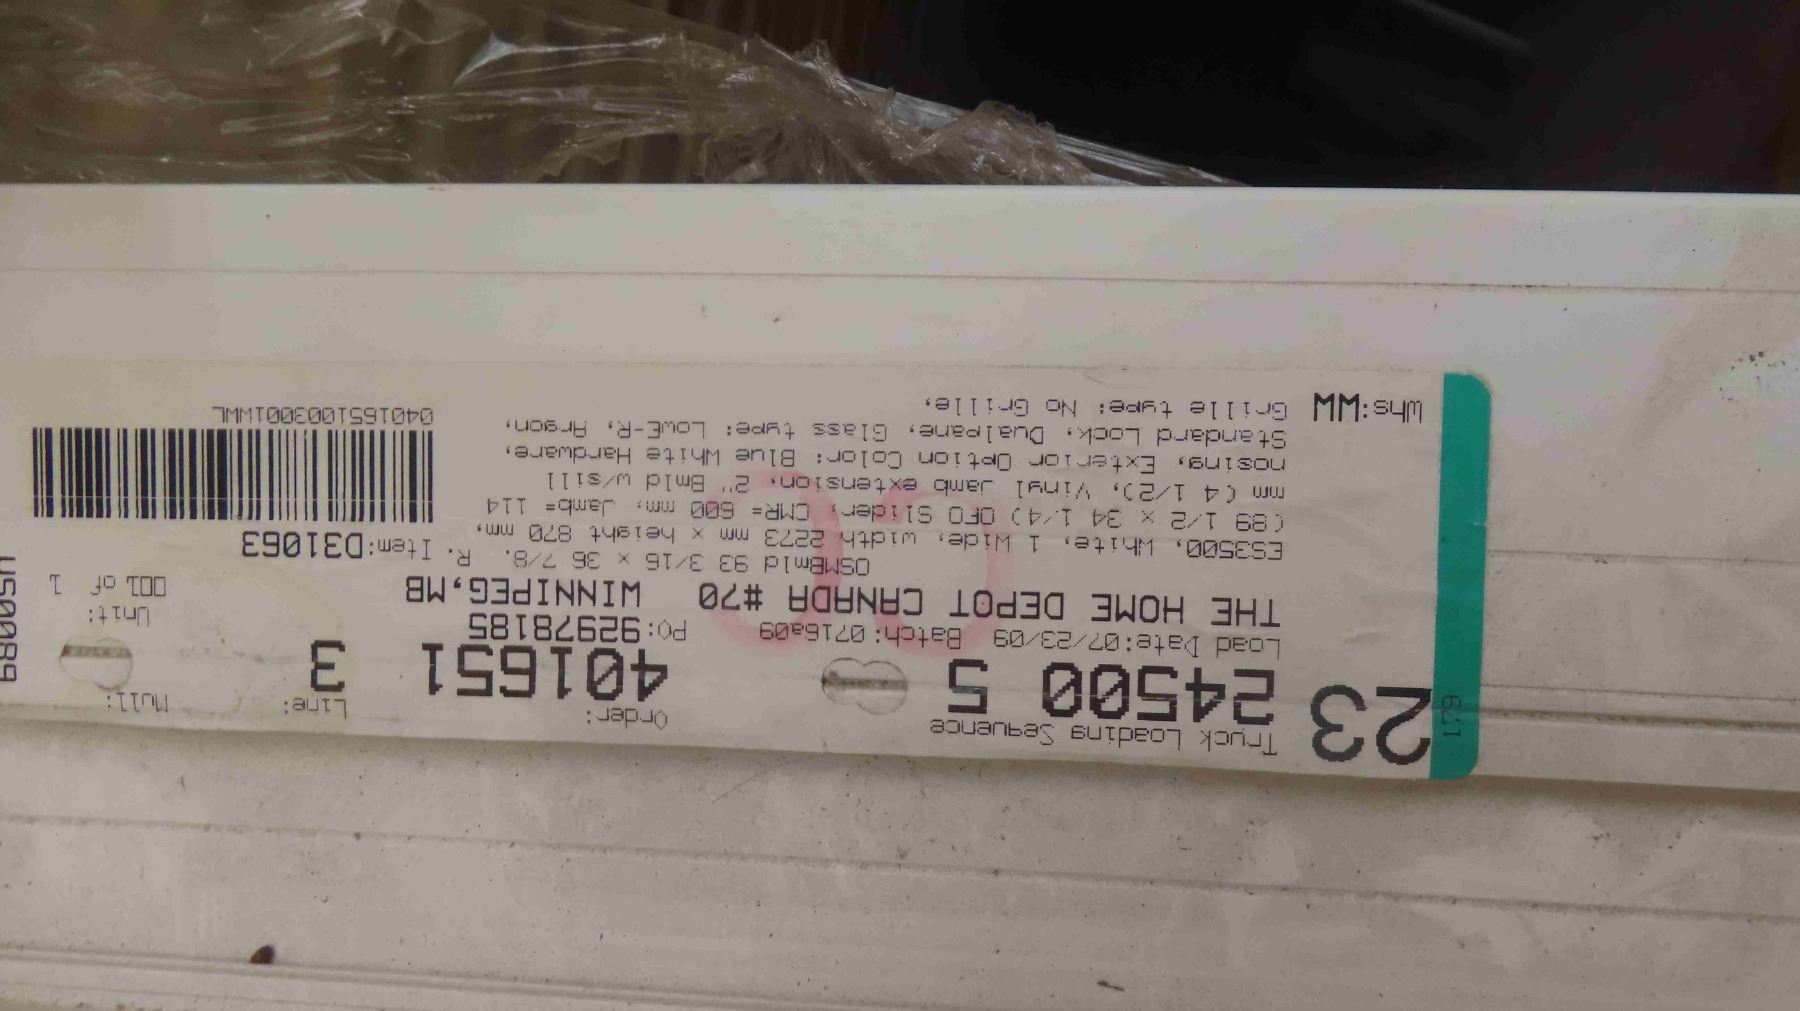 179
23
Truck Loading Sequence
24500 5
Order:
401651
Line:
3
Mull:
Load Date:07/23/09 Batch:0716a09 PO:92978185
Unit:
001 of 1
THE HOME DEPOT CANADA #70 WINNIPEG,MB
OSMBmld 93 3/16 x 36 7/8. R. Item:D31063
ES3500, White, 1 Wide, width 2273 mm x height 870 mm,
(89 1/2 x 34 1/4) OFO Slider, CMR= 600 mm, Jamb= 114
mm (4 1/2), Vinyl jamb extension, 2" Bmld w/sill
nosing, Exterior Option Color: Blue White Hardware,
Standard Lock, Dualpane, Glass type: LowE-R, Argon,
Grille type: No Grille,
Whs:WW
0401651003001WWL